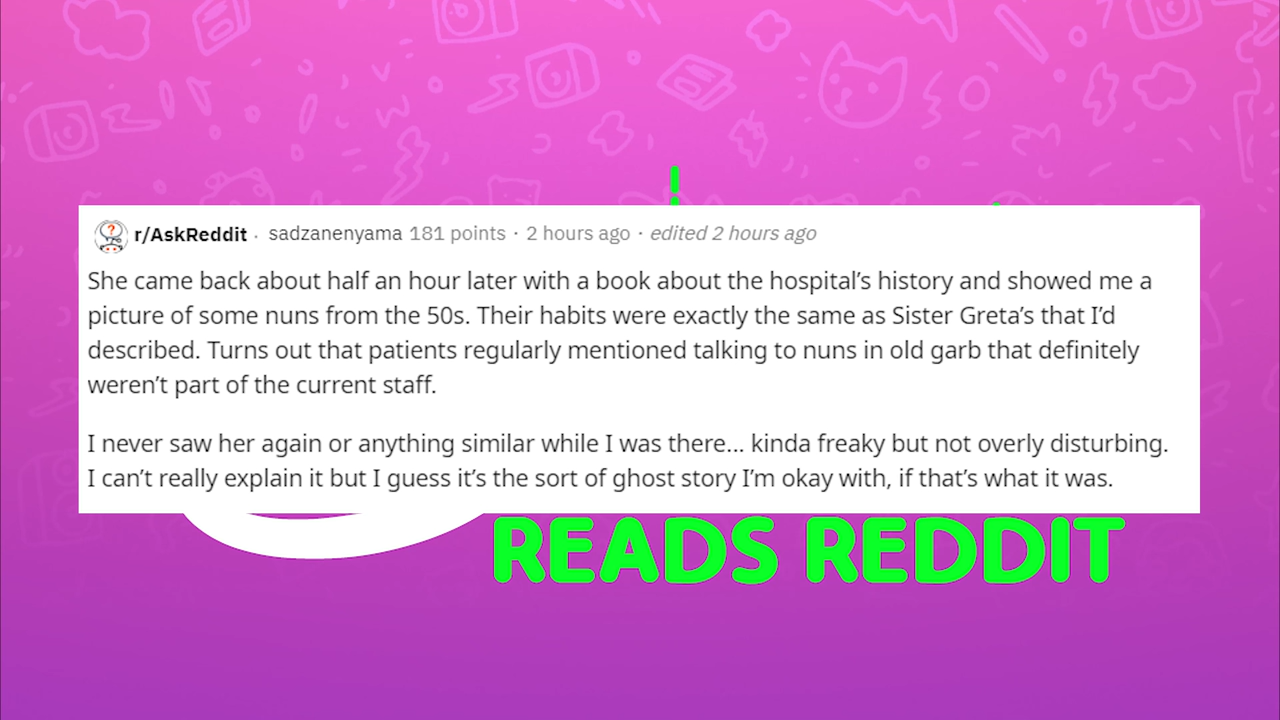 r/AskReddit · sadzanenyama 181 points · 2 hours ago · edited 2 hours ago
She came back about half an hour later with a book about the hospital’s history and showed me a
picture of some nuns from the 50s. Their habits were exactly the same as Sister Greta’s that I’d
described. Turns out that patients regularly mentioned talking to nuns in old garb that definitely
weren’t part of the current staff.
I never saw her again or anything similar while I was there... kinda freaky but not overly disturbing.
I can’t really explain it but I guess it’s the sort of ghost story I’m okay with, if that’s what it was.
READS REDDIT